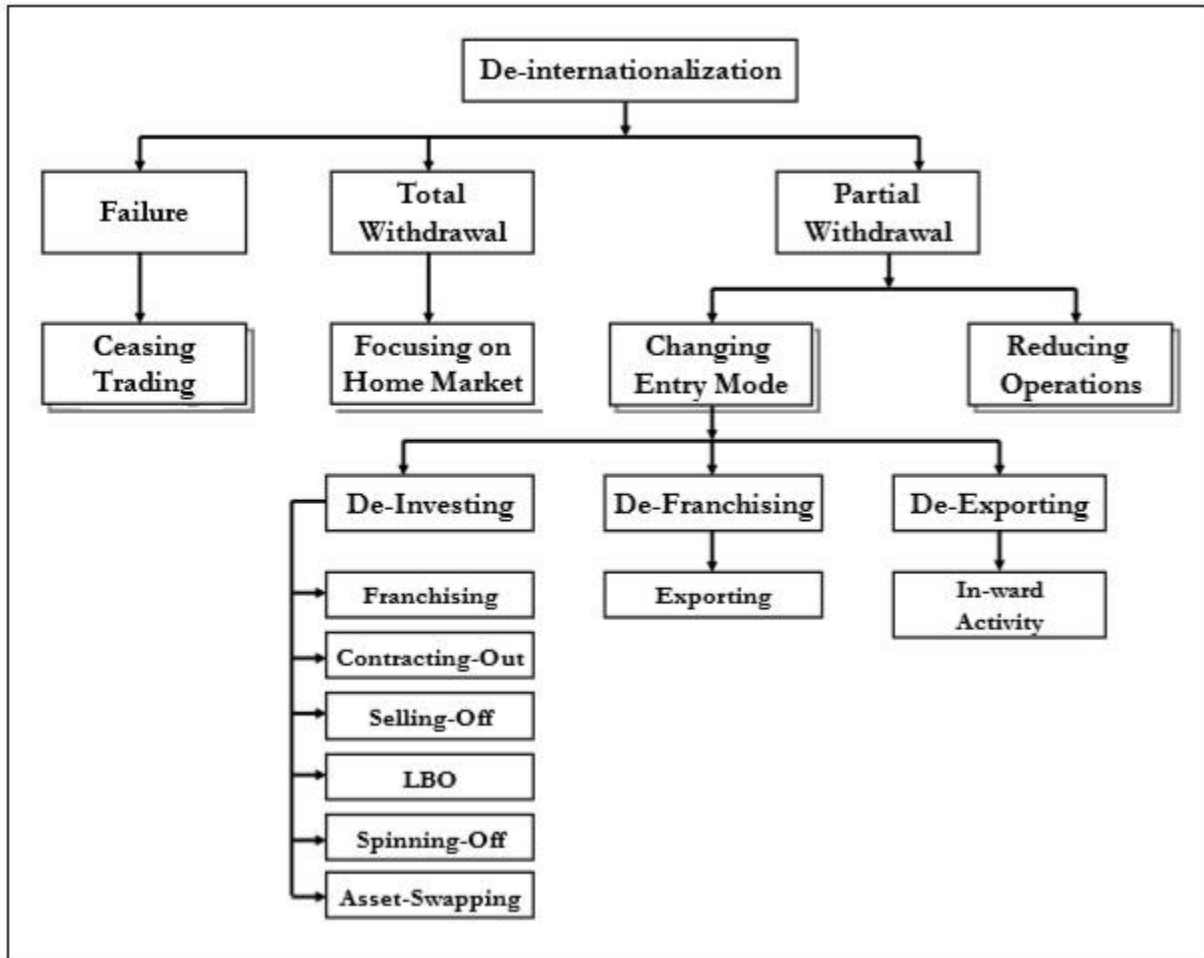 De-internationalization
Failure
Total
Withdrawal
Partial
Withdrawal
Ceasing
Trading
Focusing on
Home Market
Changing
Entry Mode
Reducing
Operations
De-Investing
De-Franchising
De-Exporting
Franchising
Exporting
In-ward
Activity
Contracting-Out
Selling-Off
LBO
Spinning-Off
Asset-Swapping